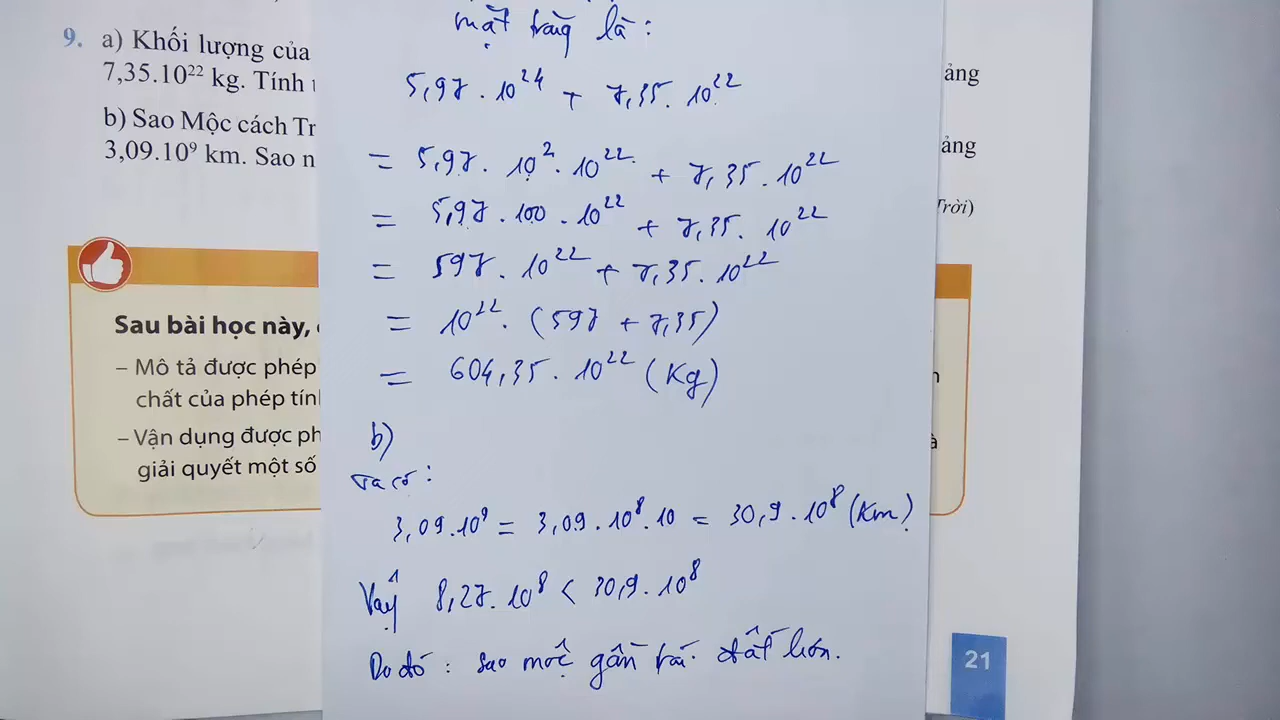 mặt trăng là:
9. a) Khối lượng của
5,97 . 10²⁴ + 7,35 . 10²²
ảng
7,35.10²² kg. Tính
b) Sao Mộc cách Tr
= 5,97 . 10² . 10²² + 7,35 . 10²²
ảng
3,09.10⁹ km. Sao n
= 5,97 . 100 . 10²² + 7,35 . 10²²
Trời)
= 597 . 10²² + 7,35 . 10²²
Sau bài học này,
= 10²² . (597 + 7,35)
– Mô tả được phép
= 604,35 . 10²² (Kg)
chất của phép tính
– Vận dụng được ph
b)
à
giải quyết một số
Ta có :
3,09.10⁹ = 3,09 . 10⁸ . 10 = 30,9 . 10⁸ (Km)
Vậy 8,27 . 10⁸ < 30,9 . 10⁸
Do đó : sao mộc gần trái đất hơn.
21